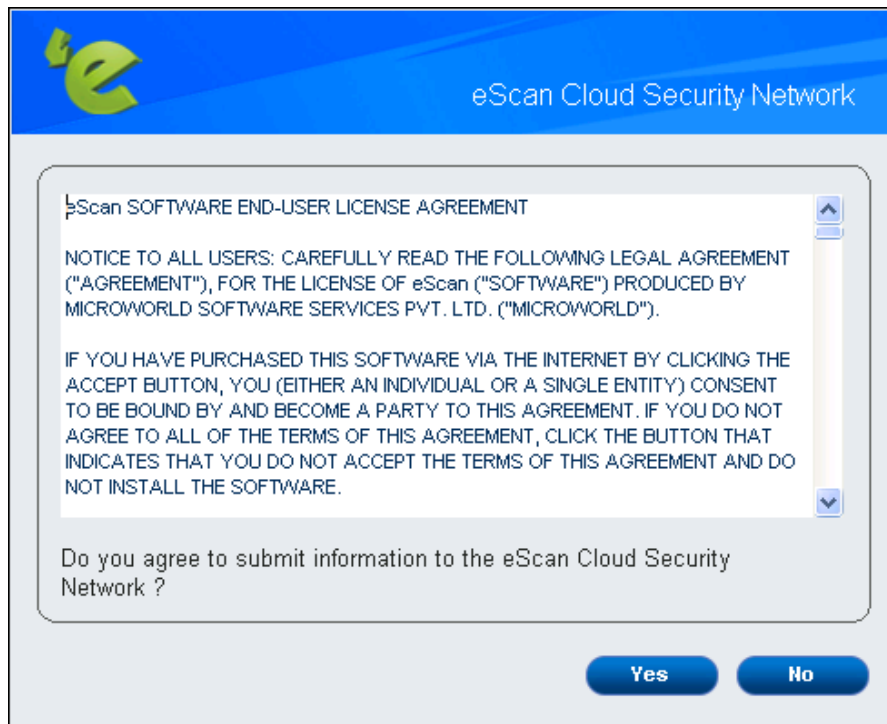 eScan Cloud Security Network
eScan SOFTWARE END-USER LICENSE AGREEMENT
NOTICE TO ALL USERS: CAREFULLY READ THE FOLLOWING LEGAL AGREEMENT
("AGREEMENT"), FOR THE LICENSE OF eScan ("SOFTWARE") PRODUCED BY
MICROWORLD SOFTWARE SERVICES PVT. LTD. ("MICROWORLD").
IF YOU HAVE PURCHASED THIS SOFTWARE VIA THE INTERNET BY CLICKING THE
ACCEPT BUTTON, YOU (EITHER AN INDIVIDUAL OR A SINGLE ENTITY) CONSENT
TO BE BOUND BY AND BECOME A PARTY TO THIS AGREEMENT. IF YOU DO NOT
AGREE TO ALL OF THE TERMS OF THIS AGREEMENT, CLICK THE BUTTON THAT
INDICATES THAT YOU DO NOT ACCEPT THE TERMS OF THIS AGREEMENT AND DO
NOT INSTALL THE SOFTWARE.
Do you agree to submit information to the eScan Cloud Security
Network ?
Yes
No